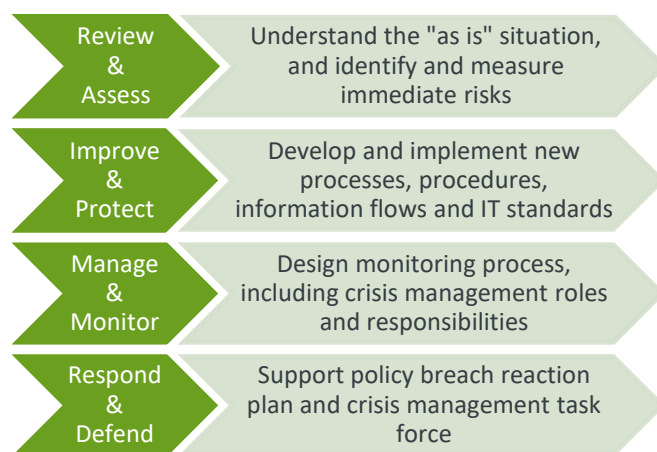 Review
&
Assess
Understand the "as is" situation,
and identify and measure
immediate risks
Improve
&
Protect
Develop and implement new
processes, procedures,
information flows and IT standards
Manage
&
Monitor
Design monitoring process,
including crisis management roles
and responsibilities
Respond
&
Defend
Support policy breach reaction
plan and crisis management task
force